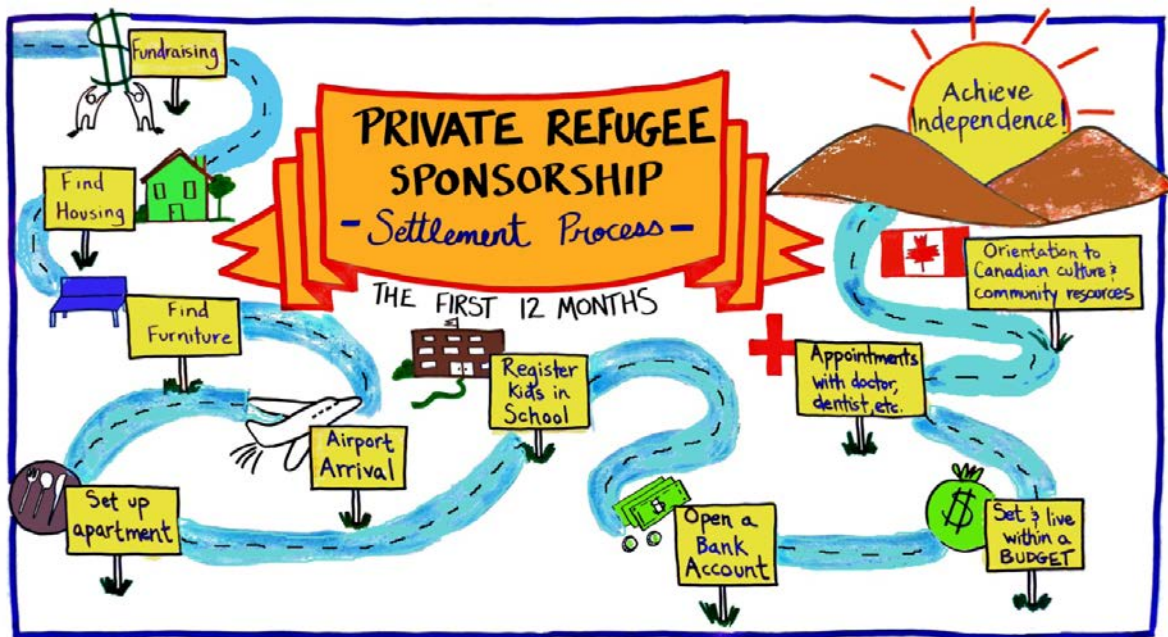 PRIVATE REFUGEE
SPONSORSHIP
- Settlement Process -
THE FIRST 12 MONTHS
$
Fundraising
Find
Housing
Find
Furniture
Airport
Arrival
Set up
apartment
Register
Kids in
School
$
Open a
Bank
Account
$
Set & live
within a
BUDGET
Appointments
with doctor,
dentist, etc.
Orientation to
Canadian culture &
community resources
Achieve
Independence!